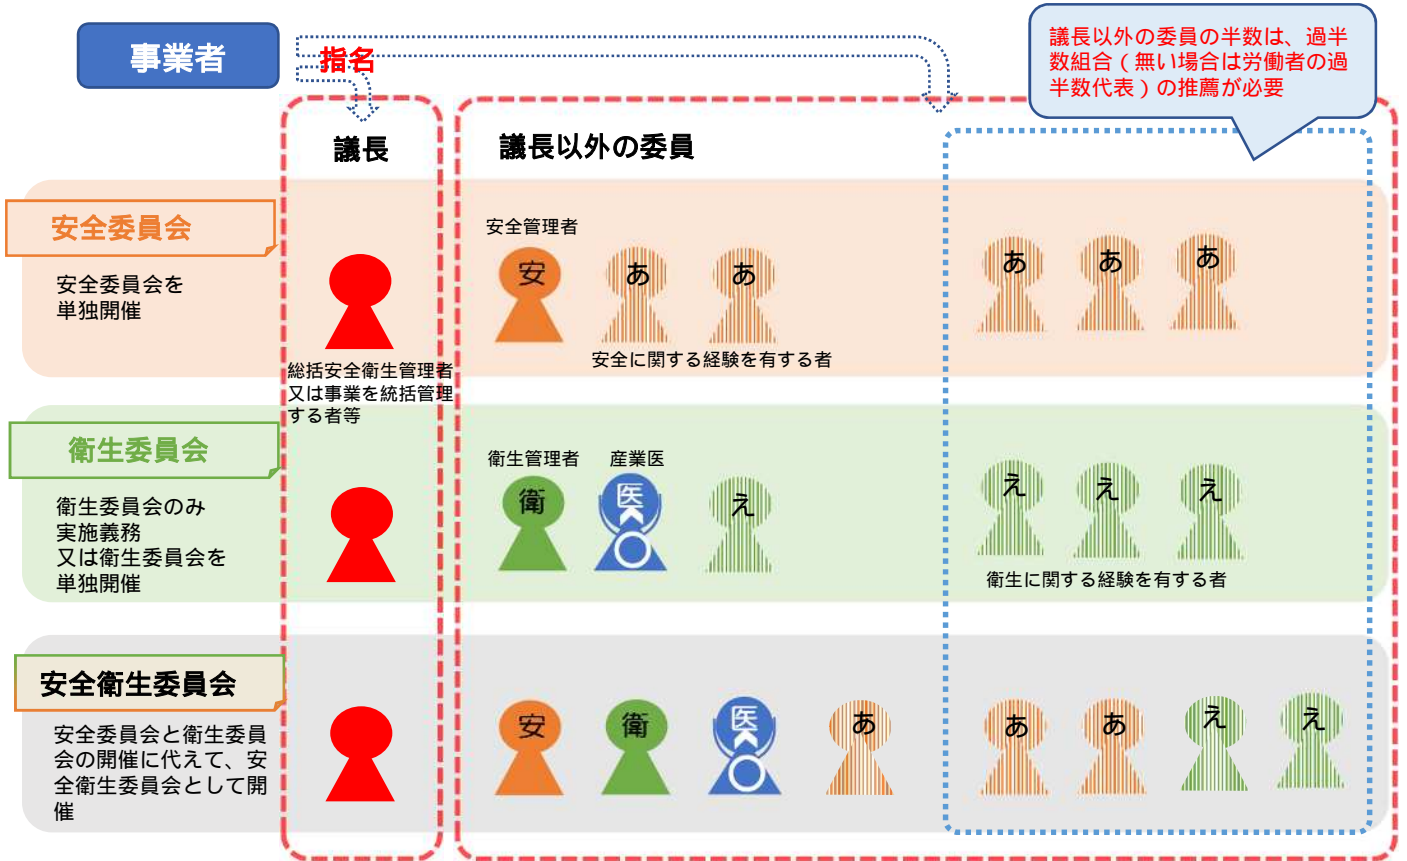 事業者
指名
議長以外の委員の半数は、過半
数組合(無い場合は労働者の過
半数代表)の推薦が必要
議長
議長以外の委員
安全委員会
安全委員会を
単独開催
総括安全衛生管理者
又は事業を統括管理
する者等
安全管理者
安
あ
あ
安全に関する経験を有する者
あ
あ
あ
衛生委員会
衛生委員会のみ
実施義務
又は衛生委員会を
単独開催
衛生管理者
産業医
衛
医
え
え
え
え
衛生に関する経験を有する者
安全衛生委員会
安全委員会と衛生委員
会の開催に代えて、安
全衛生委員会として開
催
安
衛
医
あ
あ
あ
え
え